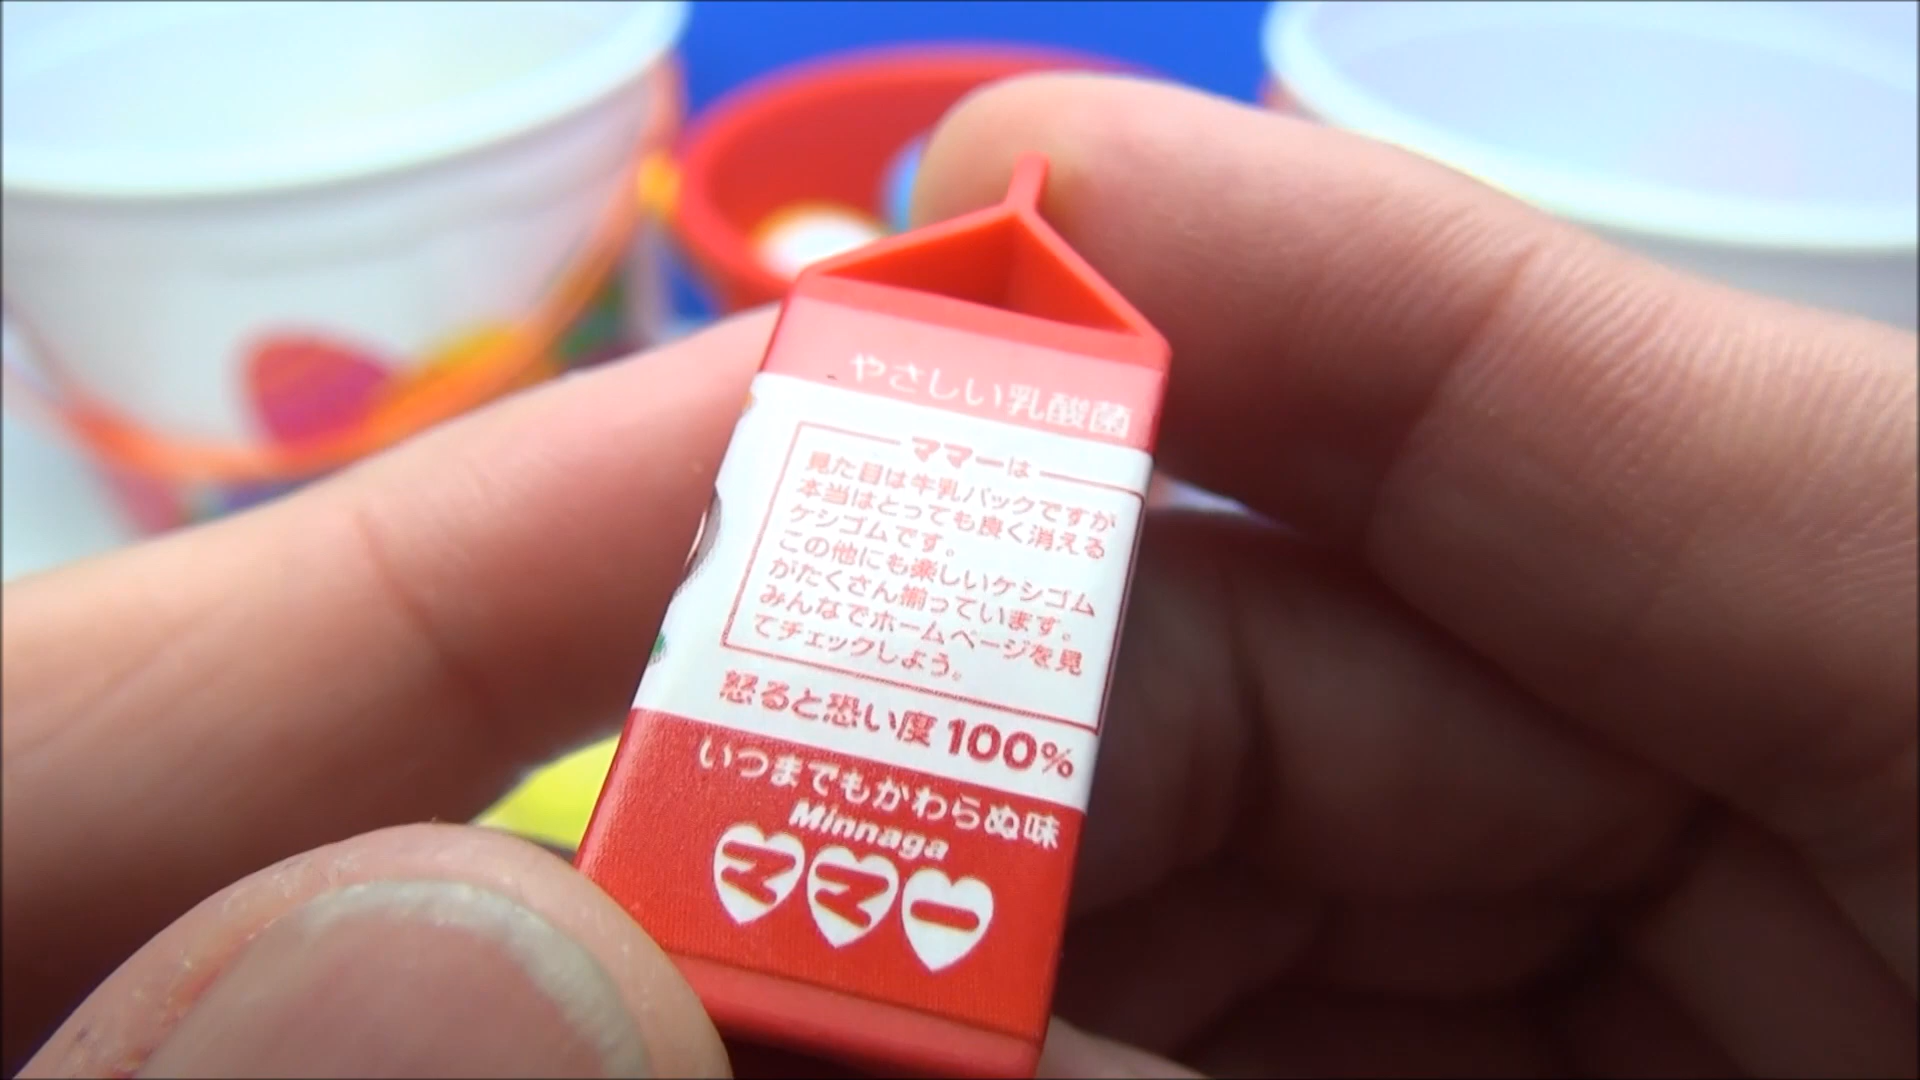 やさしい乳酸菌
ママーは
見た目は牛乳パックですが
本当はとっても良く消える
ケシゴムです。
この他にも楽しいケシゴム
がたくさん揃っています。
みんなでホームページを見
てチェックしよう。
怒ると恐い度100%
いつまでもかわらぬ味
Minnaga
ママー